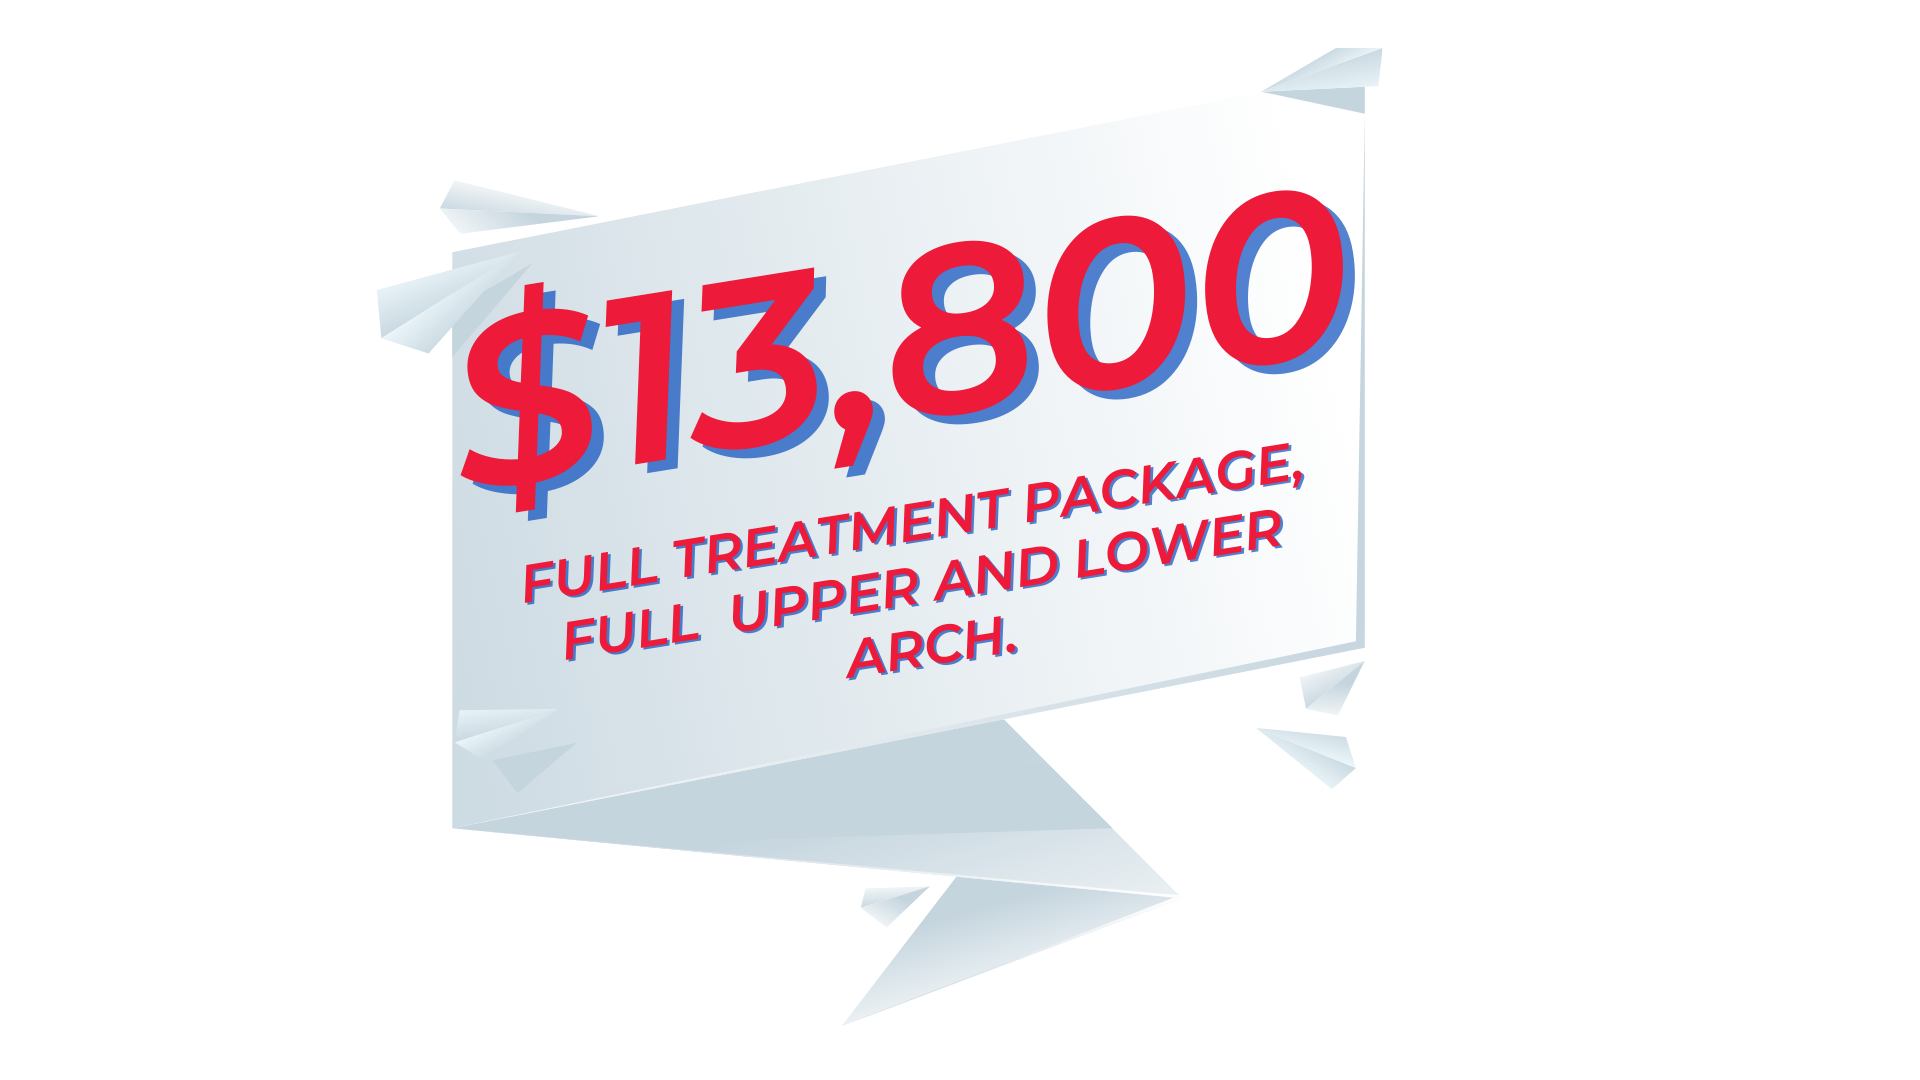 $13,800
FULL TREATMENT PACKAGE,
FULL  UPPER AND LOWER
ARCH.